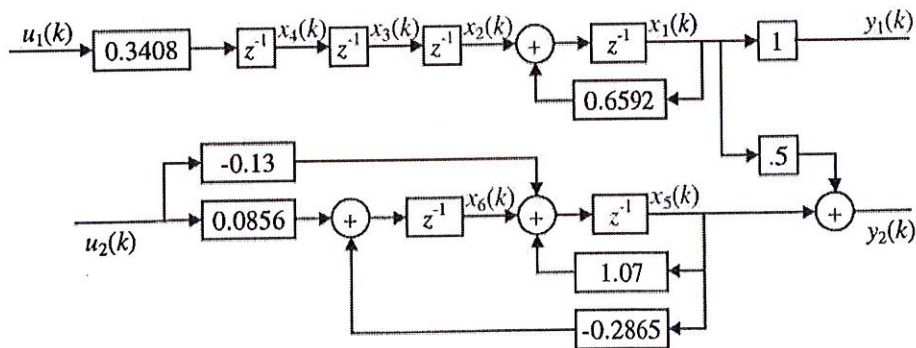 u₁(k) 0.3408 z⁻¹ x₄(k) z⁻¹ x₃(k) z⁻¹ x₂(k) + z⁻¹ x₁(k) 1 y₁(k)
0.6592
-0.13 .5
u₂(k) 0.0856 + z⁻¹ x₆(k) + z⁻¹ x₅(k) + y₂(k)
1.07
-0.2865